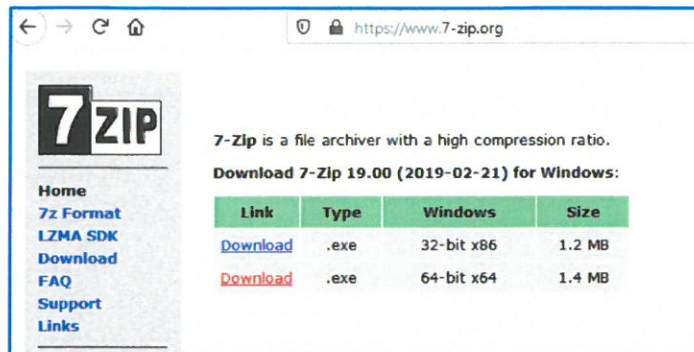 https://www.7-zip.org
7ZIP
7-Zip is a file archiver with a high compression ratio.
Download 7-Zip 19.00 (2019-02-21) for Windows:
Home
7z Format
LZMA SDK
Download
FAQ
Support
Links
Link Type Windows Size
Download .exe 32-bit x86 1.2 MB
Download .exe 64-bit x64 1.4 MB